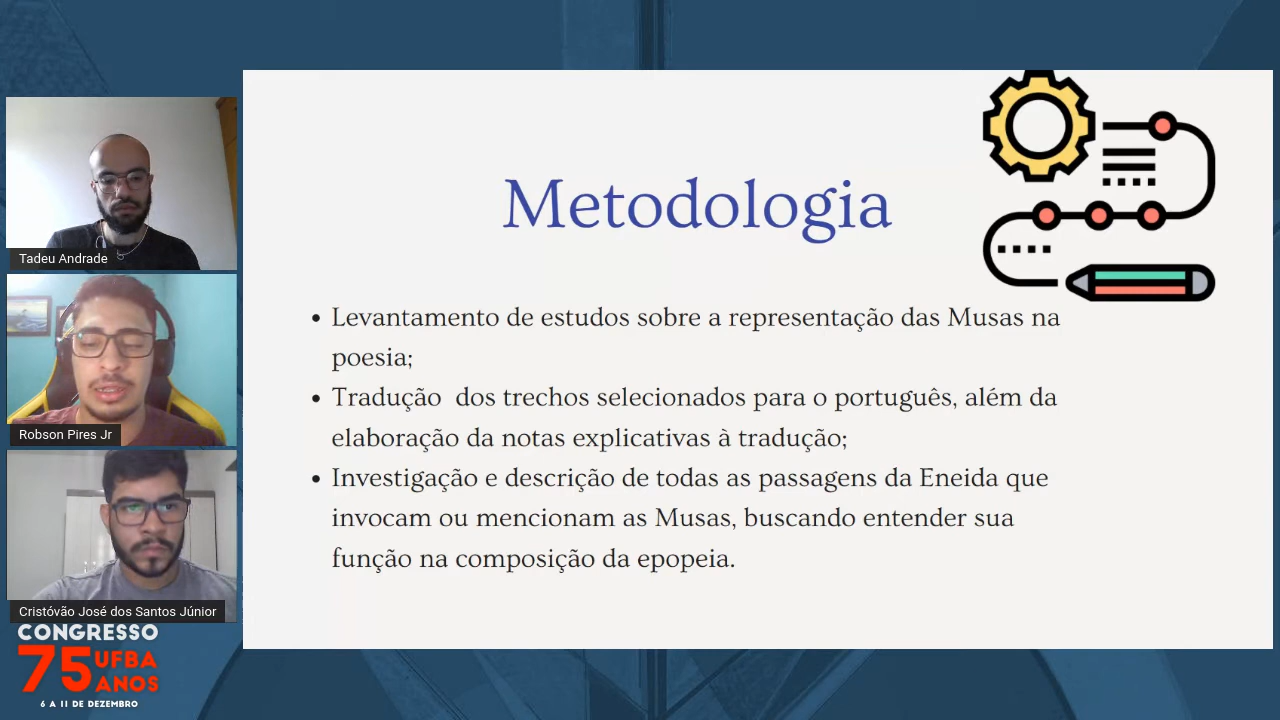 Tadeu Andrade
Robson Pires Jr
Cristóvão José dos Santos Júnior
CONGRESSO
75 UFBA
ANOS
6 A 11 DE DEZEMBRO
Metodologia
• Levantamento de estudos sobre a representação das Musas na
poesia;
• Tradução dos trechos selecionados para o português, além da
elaboração da notas explicativas à tradução;
• Investigação e descrição de todas as passagens da Eneida que
invocam ou mencionam as Musas, buscando entender sua
função na composição da epopeia.